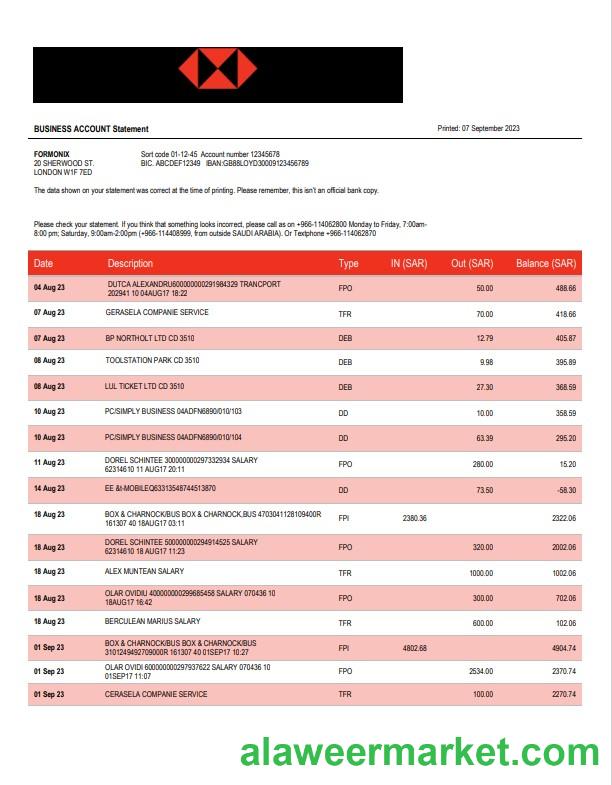 BUSINESS ACCOUNT Statement
Printed: 07 September 2023
FORMONIX
Sort code 01-12-45 Account number 12345678
20 SHERWOOD ST.
BIC. ABCDEF12349 IBAN:GB88LOYD30009123456789
LONDON W1F 7ED
The data shown on your statement was correct at the time of printing. Please remember, this isn't an official bank copy.
Please check your statement. If you think that something looks incorrect, please call as on +966-114062800 Monday to Friday, 7:00am-
8:00 pm; Saturday, 9:00am-2:00pm (+966-114408999, from outside SAUDI ARABIA). Or Textphone +966-114062870
Date Description Type IN (SAR) Out (SAR) Balance (SAR)
04 Aug 23 DUTCA ALEXANDRU600000000291984329 TRANCPORT FPO 50.00 488.66
202941 10 04AUG17 18:22
07 Aug 23 GERASELA COMPANIE SERVICE TFR 70.00 418.66
07 Aug 23 BP NORTHOLT LTD CD 3510 DEB 12.79 405.87
08 Aug 23 TOOLSTATION PARK CD 3510 DEB 9.98 395.89
08 Aug 23 LUL TICKET LTD CD 3510 DEB 27.30 368.59
10 Aug 23 PC/SIMPLY BUSINESS 04ADFN6890/010/103 DD 10.00 358.59
10 Aug 23 PC/SIMPLY BUSINESS 04ADFN6890/010/104 DD 63.39 295.20
11 Aug 23 DOREL SCHINTEE 300000000297332934 SALARY FPO 280.00 15.20
62314610 11 AUG17 20:11
14 Aug 23 EE &t-MOBILEQ63313548744513870 DD 73.50 -58.30
18 Aug 23 BOX & CHARNOCK/BUS BOX & CHARNOCK.BUS 4703041128109400R FPI 2380.36 2322.06
161307 40 18AUG17 03:11
18 Aug 23 DOREL SCHINTEE 500000000294914525 SALARY FPO 320.00 2002.06
62314610 18 AUG17 11:23
18 Aug 23 ALEX MUNTEAN SALARY TFR 1000.00 1002.06
18 Aug 23 OLAR OVIDIU 400000000299685458 SALARY 070436 10 FPO 300.00 702.06
18AUG17 16:42
18 Aug 23 BERCULEAN MARIUS SALARY TFR 600.00 102.06
01 Sep 23 BOX & CHARNOCK/BUS BOX & CHARNOCK/BUS FPI 4802.68 4904.74
3101249492709000R 161307 40 01SEP17 10:27
01 Sep 23 OLAR OVIDI 600000000297937622 SALARY 070436 10 FPO 2534.00 2370.74
01SEP17 11:07
01 Sep 23 CERASELA COMPANIE SERVICE TFR 100.00 2270.74
alaweermarket.com